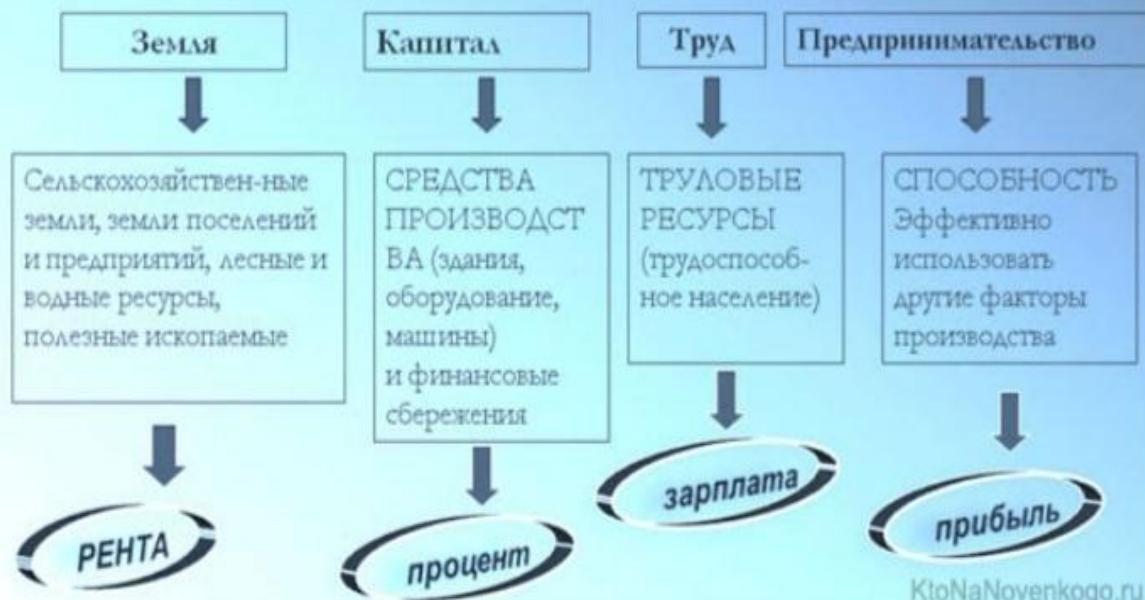 Земля
Капитал
Труд
Предпринимательство
Сельскохозяйствен-ные
земли, земли поселений
и предприятий, лесные и
водные ресурсы,
полезные ископаемые
СРЕДСТВА
ПРОИЗВОДСТ
ВА (здания,
оборудование,
машины)
и финансовые
сбережения
ТРУЛОВЫЕ
РЕСУРСЫ
(трудоспособ-
ное население)
СПОСОБНОСТЬ
Эффективно
использовать
другие факторы
производства
РЕНТА
процент
зарплата
прибыль
KtoNaNovenkogo.ru